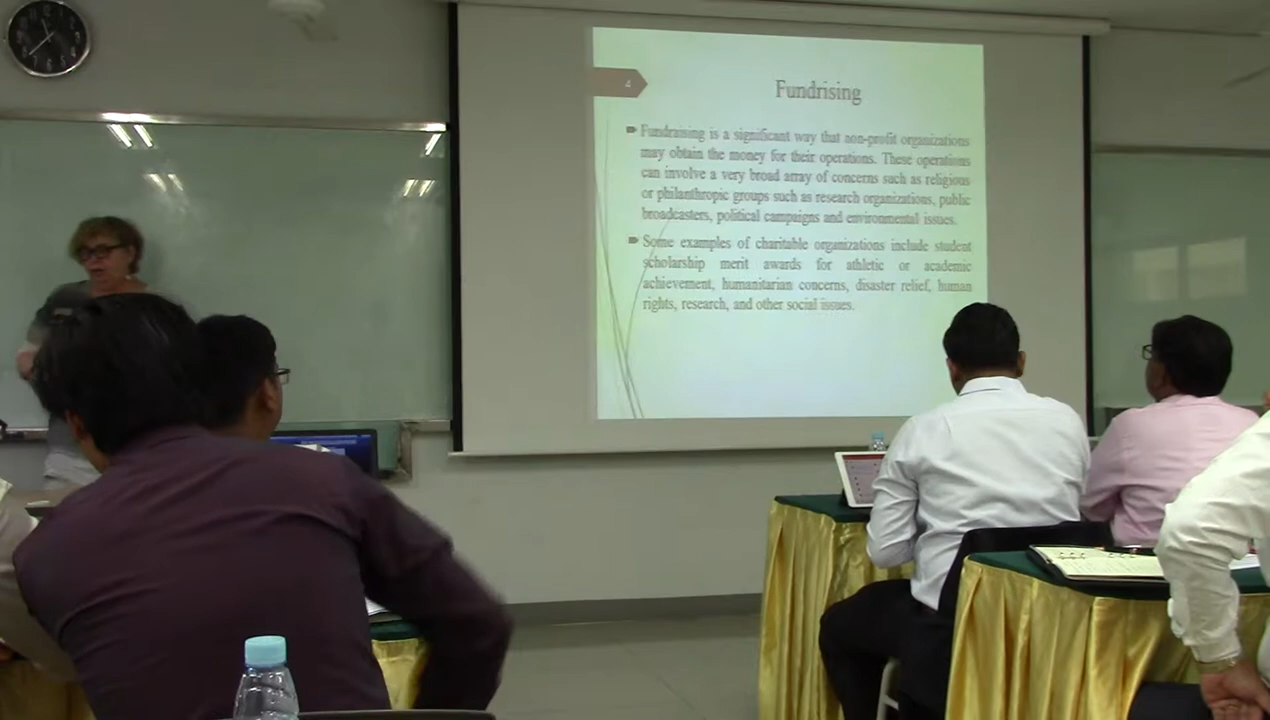 4
Fundrising
Fundraising is a significant way that non-profit organizations
may obtain the money for their operations. These operations
can involve a very broad array of concerns such as religious
or philanthropic groups such as research organizations, public
broadcasters, political campaigns and environmental issues.
Some examples of charitable organizations include student
scholarship merit awards for athletic or academic
achievement, humanitarian concerns, disaster relief, human
rights, research, and other social issues.